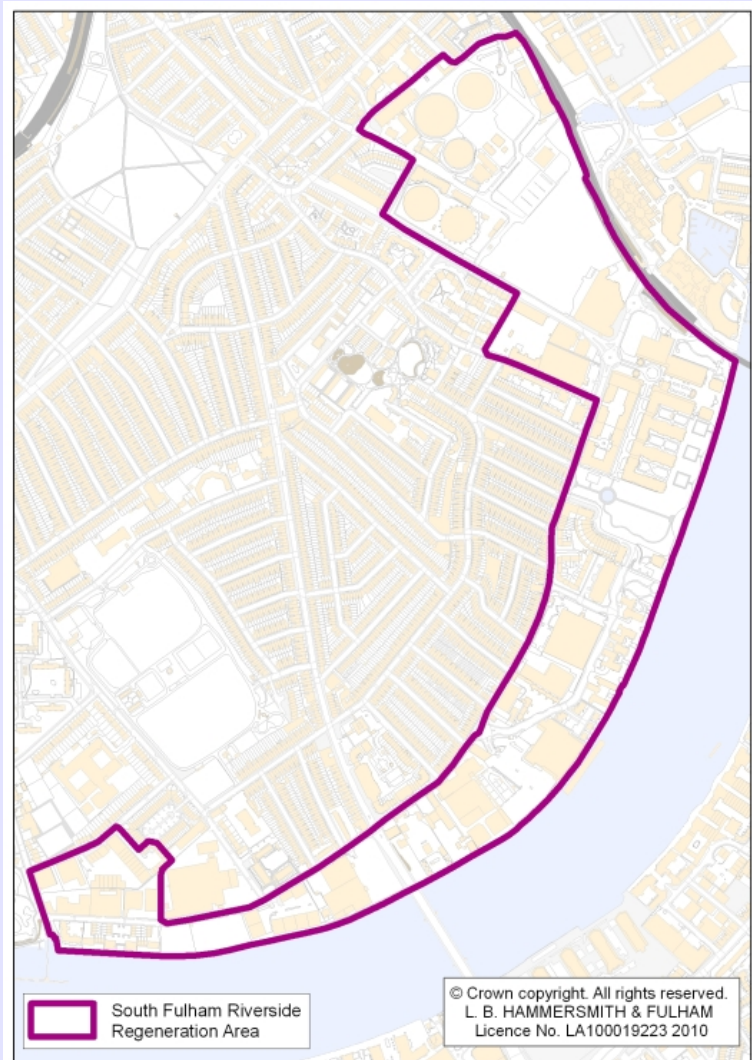 South Fulham Riverside
Regeneration Area
© Crown copyright. All rights reserved.
L. B. HAMMERSMITH & FULHAM
Licence No. LA100019223 2010